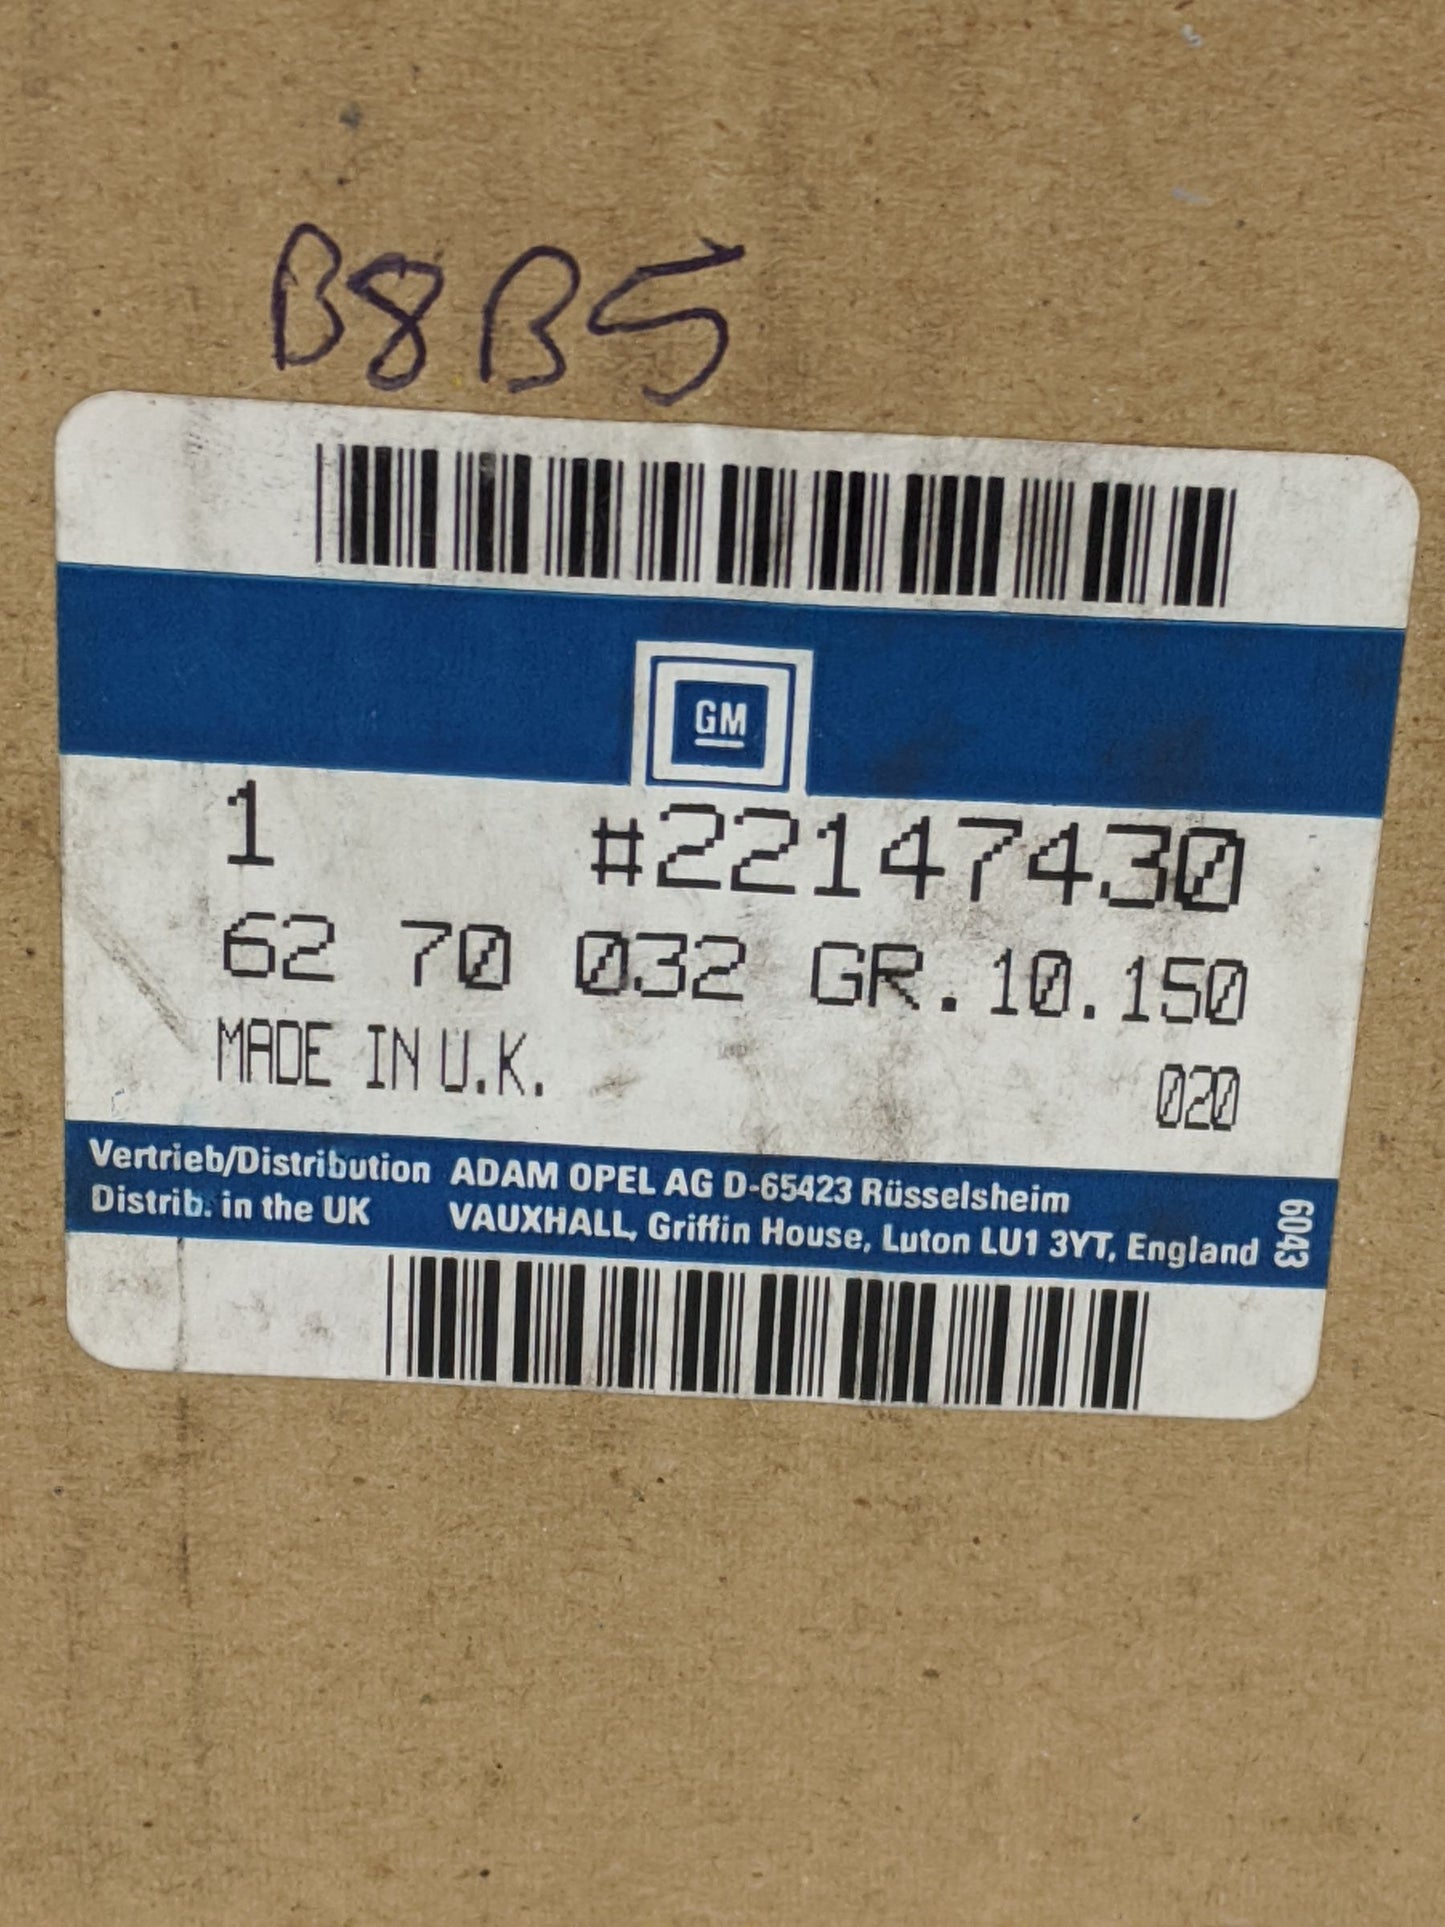 B8B5
GM
1 #22147430
62 70 032 GR.10.150
MADE IN U.K.
020
Vertrieb/Distribution ADAM OPEL AG D-65423 Rüsselsheim
Distrib. in the UK VAUXHALL, Griffin House, Luton LU1 3YT, England
6043